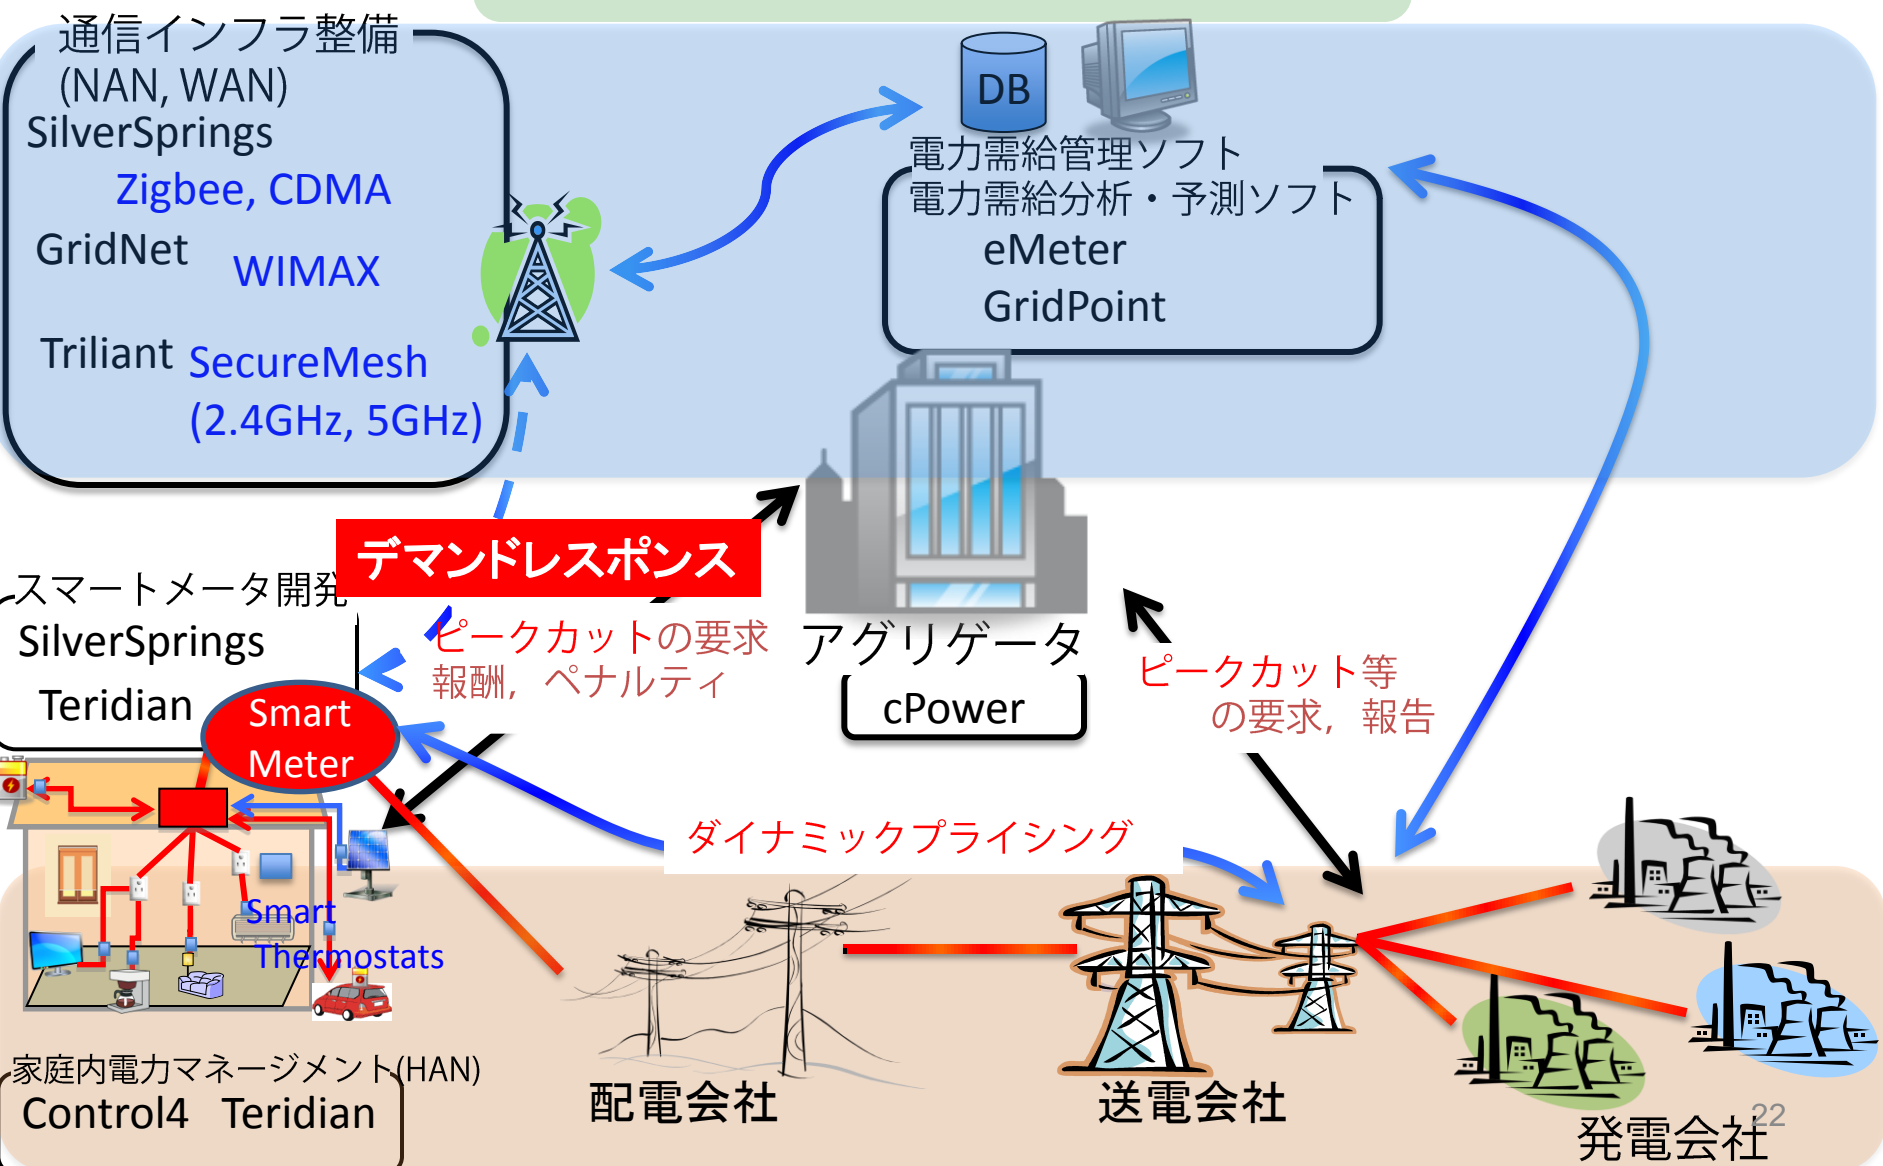 通信インフラ整備
(NAN, WAN)
SilverSprings
Zigbee, CDMA
GridNet
WIMAX
Triliant
SecureMesh
(2.4GHz, 5GHz)
DB
電力需給管理ソフト
電力需給分析・予測ソフト
eMeter
GridPoint
デマンドレスポンス
スマートメータ開発
SilverSprings
Teridian
Smart
Meter
ピークカットの要求
報酬，ペナルティ
アグリゲータ
cPower
ピークカット等
の要求，報告
ダイナミックプライシング
Smart
Thermostats
家庭内電力マネージメント(HAN)
Control4 Teridian
配電会社
送電会社
発電会社
22